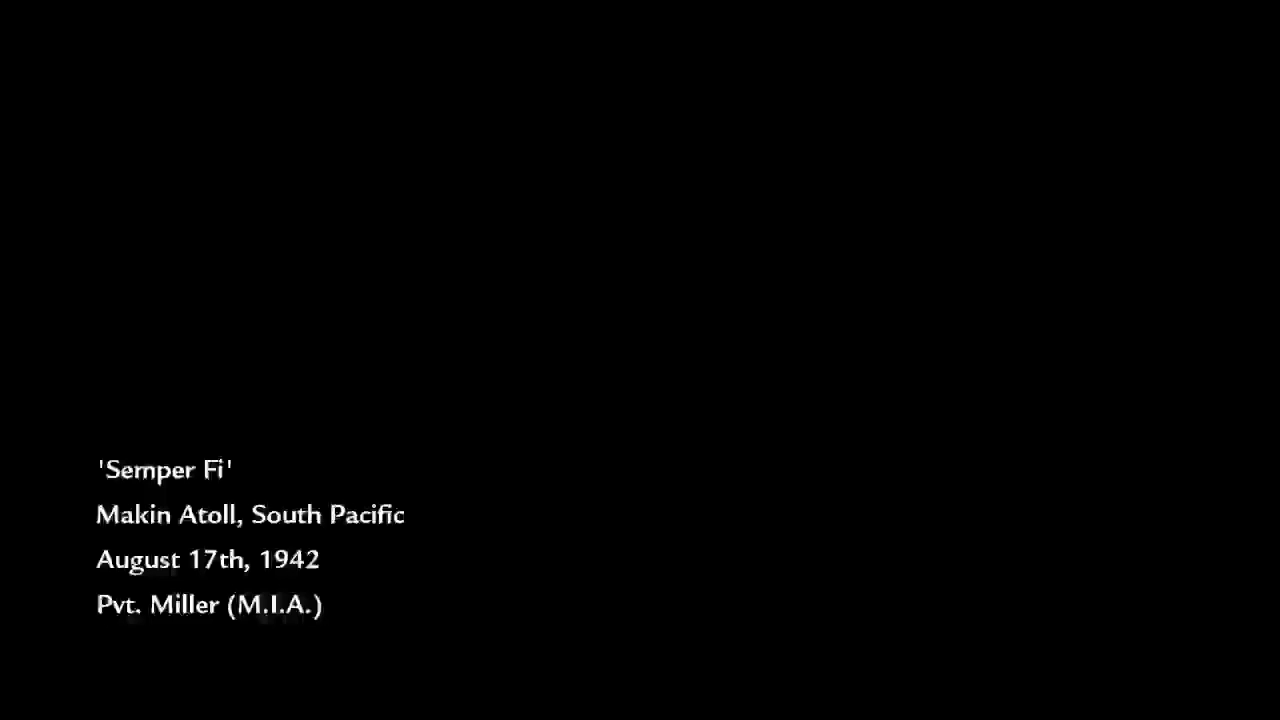 'Semper Fi'
Makin Atoll, South Pacific
August 17th, 1942
Pvt. Miller (M.I.A.)